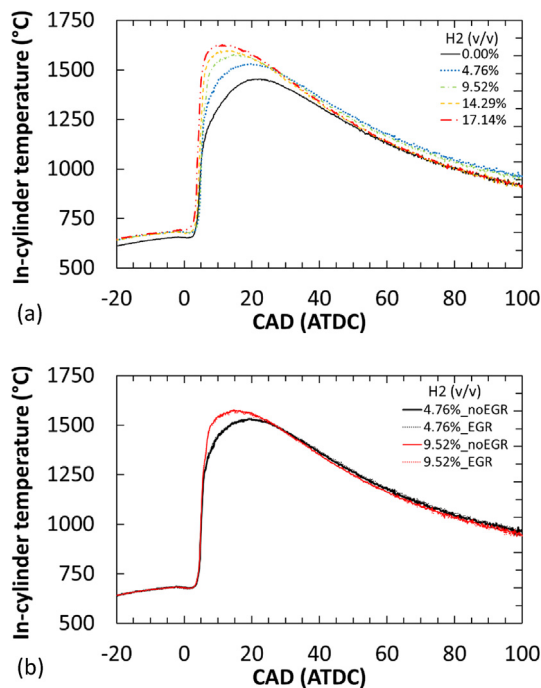 1750
1500
1250
1000
750
500
In-cylinder temperature (°C)
H2 (v/v)
0.00%
4.76%
9.52%
14.29%
17.14%
-20 0 20 40 60 80 100
CAD (ATDC)
(a)
1750
1500
1250
1000
750
500
In-cylinder temperature (°C)
H2 (v/v)
4.76%_noEGR
4.76%_EGR
9.52%_noEGR
9.52%_EGR
-20 0 20 40 60 80 100
CAD (ATDC)
(b)